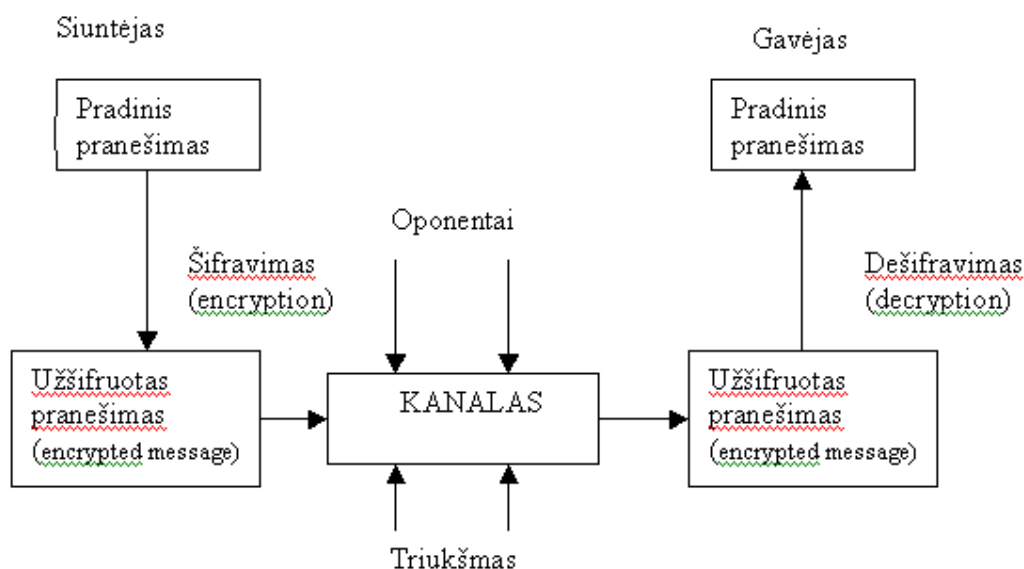 Siuntėjas
Gavėjas
Pradinis
pranešimas
Pradinis
pranešimas
Oponentai
Šifravimas
(encryption)
Dešifravimas
(decryption)
Užšifruotas
pranešimas
(encrypted message)
KANALAS
Užšifruotas
pranešimas
(encrypted message)
Triukšmas